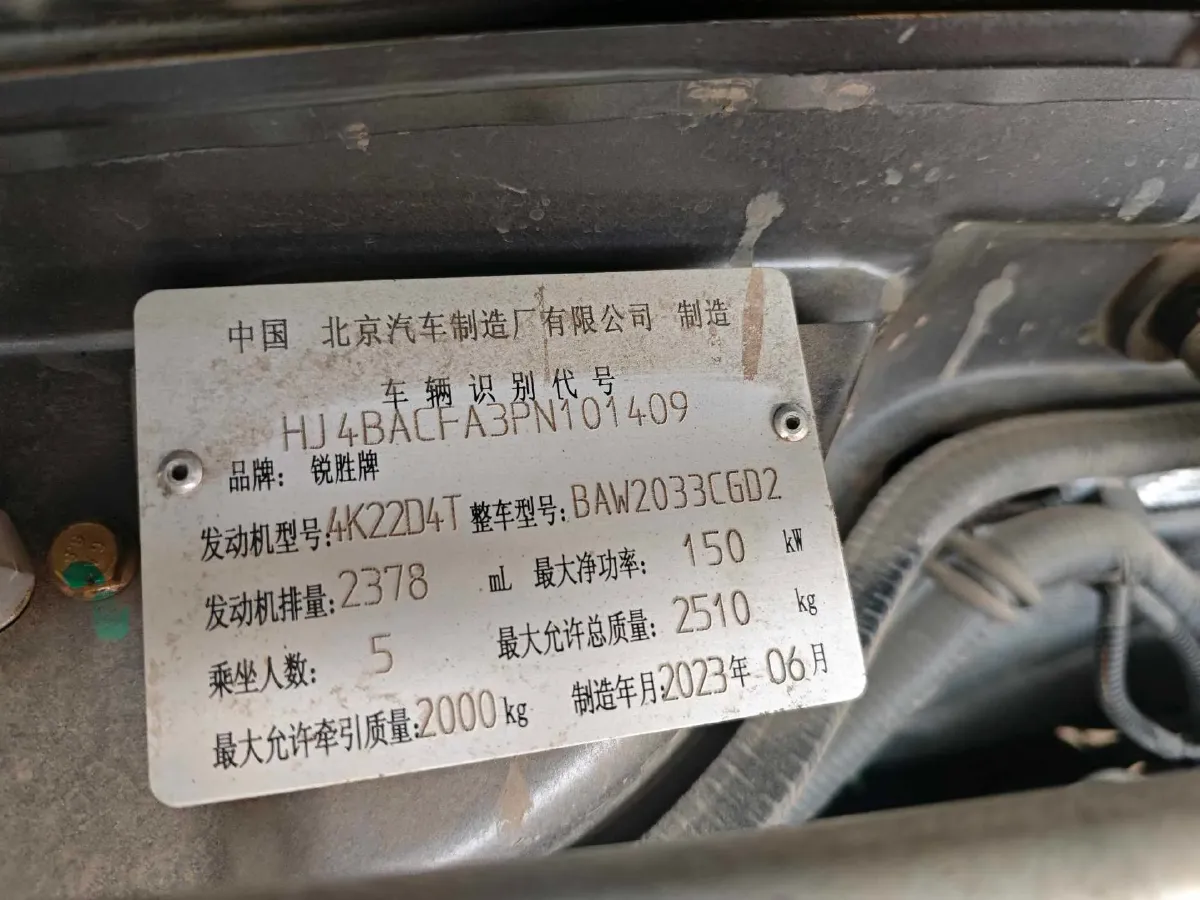 中国 北京汽车制造厂有限公司 制造
车辆识别代号
HJ4BACFA3PN101409
品牌: 锐胜牌
发动机型号:4K22D4T 整车型号:BAW2033CGD2
发动机排量:2378 mL 最大净功率: 150 kW
乘坐人数: 5 最大允许总质量: 2510 kg
最大允许牵引质量:2000kg 制造年月:2023年 06月